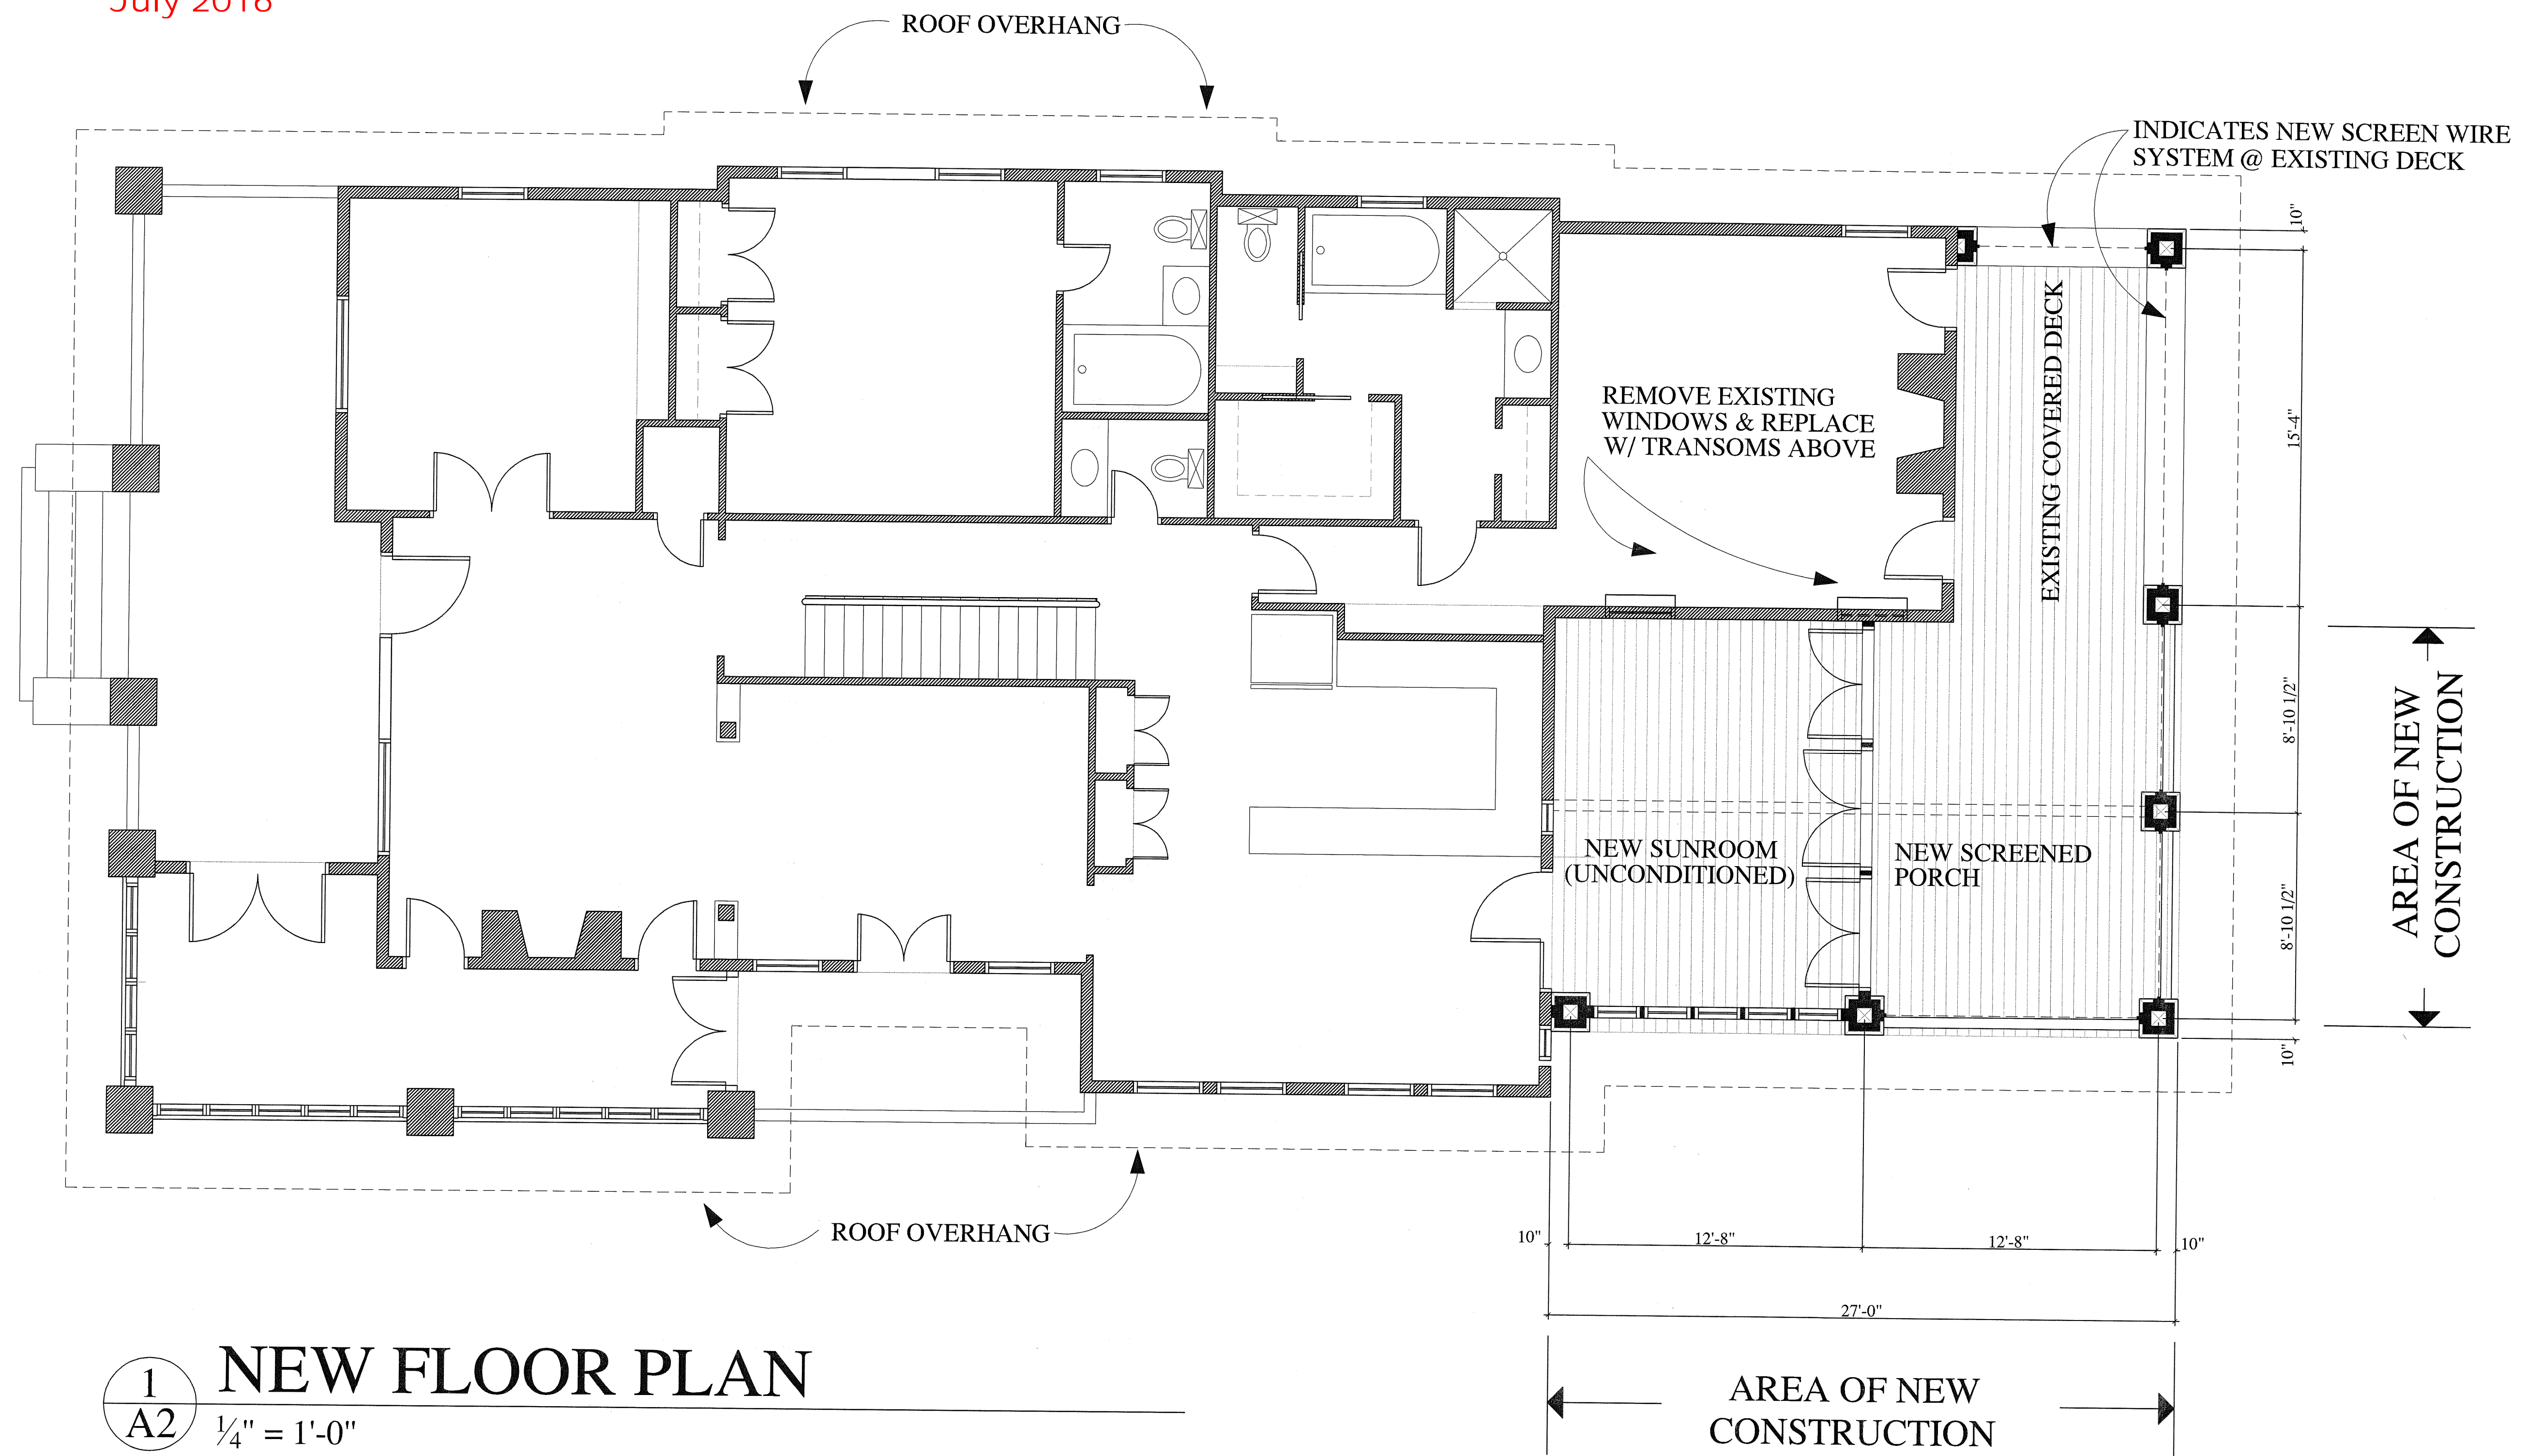 July 2018
ROOF OVERHANG
INDICATES NEW SCREEN WIRE
SYSTEM @ EXISTING DECK
10"
15'-4"
EXISTING COVERED DECK
REMOVE EXISTING
WINDOWS & REPLACE
W/ TRANSOMS ABOVE
8'-10 1/2"
AREA OF NEW
CONSTRUCTION
NEW SUNROOM
(UNCONDITIONED)
NEW SCREENED
PORCH
8'-10 1/2"
10"
ROOF OVERHANG
10"
12'-8"
12'-8"
10"
27'-0"
1
A2
NEW FLOOR PLAN
¼" = 1'-0"
AREA OF NEW
CONSTRUCTION